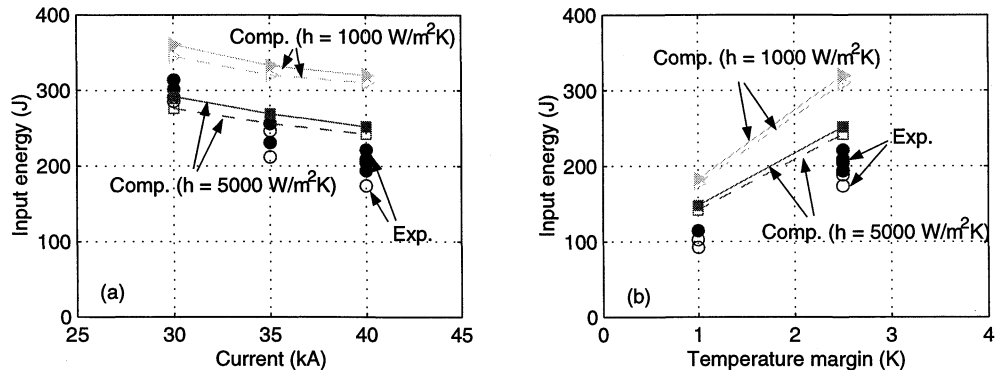 400
300
200
100
0
Input energy (J)
Comp. (h = 1000 W/m²K)
Comp. (h = 5000 W/m²K)
Exp.
(a)
25 30 35 40 45
Current (kA)
400
300
200
100
0
Input energy (J)
Comp. (h = 1000 W/m²K)
Exp.
Comp. (h = 5000 W/m²K)
(b)
0 1 2 3 4
Temperature margin (K)